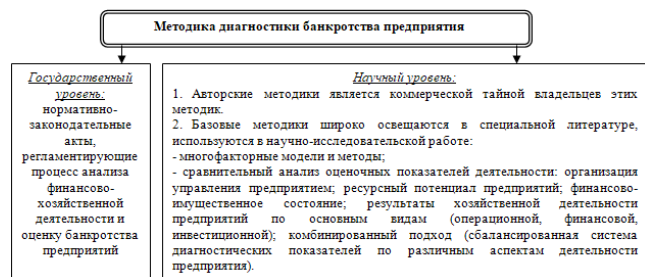 Методика диагностики банкротства предприятия
Государственный
уровень:
нормативно-
законодательные
акты,
регламентирующие
процесс анализа
финансово-
хозяйственной
деятельности и
оценку банкротства
предприятий
Научный уровень:
1. Авторские методики является коммерческой тайной владельцев этих
методик.
2. Базовые методики широко освещаются в специальной литературе,
используются в научно-исследовательской работе:
- многофакторные модели и методы;
- сравнительный анализ оценочных показателей деятельности: организация
управления предприятием; ресурсный потенциал предприятий; финансово-
имущественное состояние; результаты хозяйственной деятельности
предприятий по основным видам (операционной, финансовой,
инвестиционной); комбинированный подход (сбалансированная система
диагностических показателей по различным аспектам деятельности
предприятия).